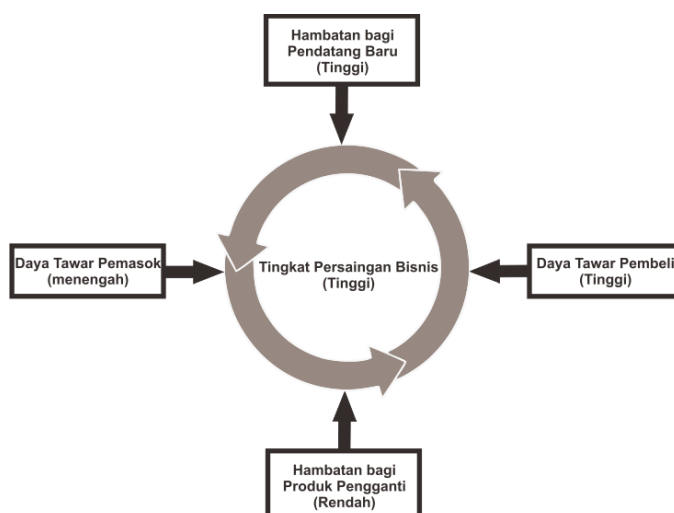 Hambatan bagi
Pendatang Baru
(Tinggi)
Daya Tawar Pemasok
(menengah)
Tingkat Persaingan Bisnis
(Tinggi)
Daya Tawar Pembeli
(Tinggi)
Hambatan bagi
Produk Pengganti
(Rendah)